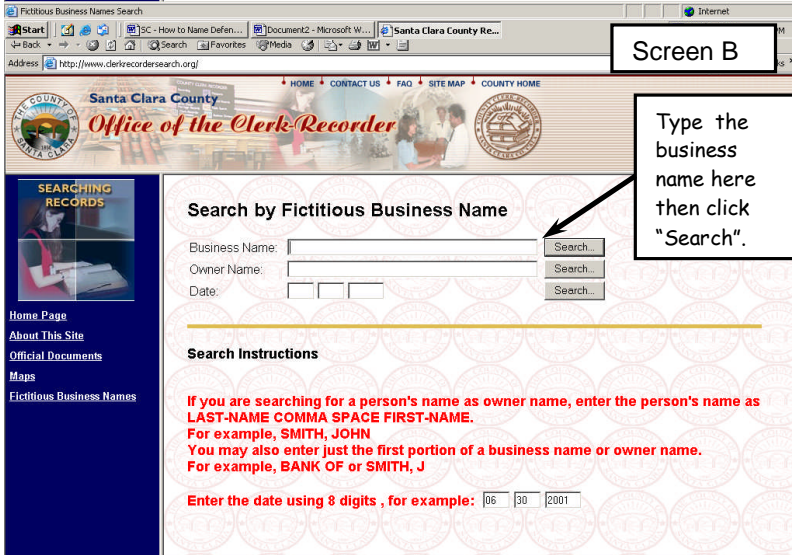 Fictitious Business Names Search
Internet
Start
SC - How to Name Defen...
Document2 - Microsoft W...
Santa Clara County Re...
Back
Search Favorites Media
Address http://www.clerkrecordersearch.org/
Screen B
HOME CONTACT US FAQ SITE MAP COUNTY HOME
Santa Clara County
Office of the Clerk-Recorder
Type the
business
name here
then click
“Search”.
SEARCHING
RECORDS
Home Page
About This Site
Official Documents
Maps
Fictitious Business Names
Search by Fictitious Business Name
Business Name: Search...
Owner Name: Search...
Date: Search...
Search Instructions
If you are searching for a person's name as owner name, enter the person's name as
LAST-NAME COMMA SPACE FIRST-NAME.
For example, SMITH, JOHN
You may also enter just the first portion of a business name or owner name.
For example, BANK OF or SMITH, J
Enter the date using 8 digits , for example: 06 30 2001